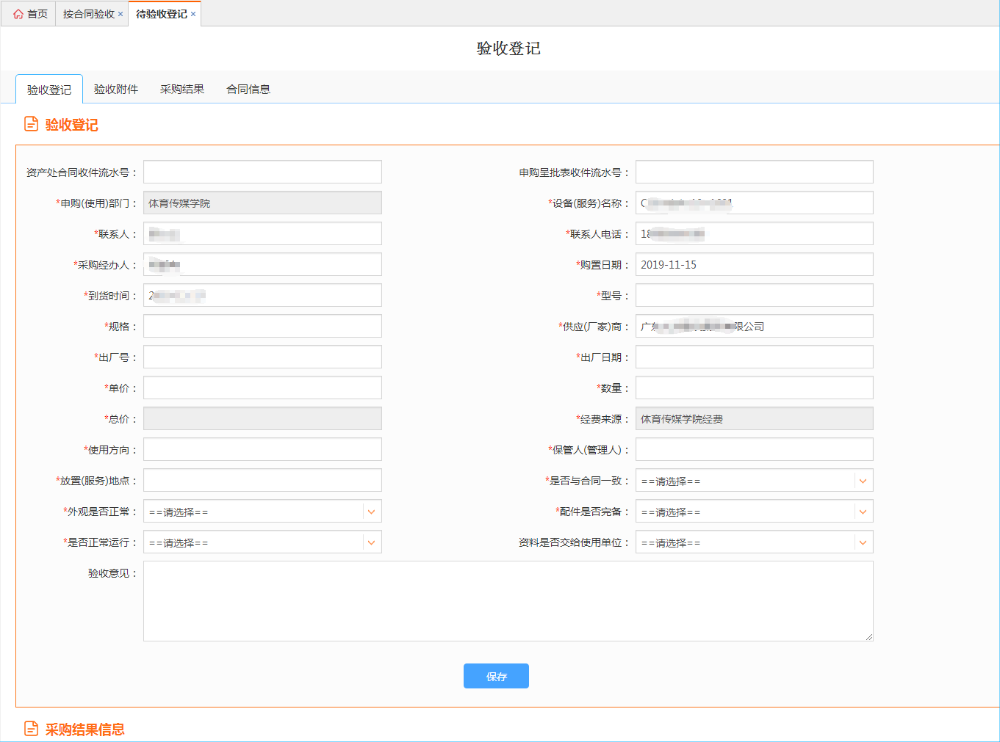 首页 按合同验收 × 待验收登记 ×
验收登记
验收登记 验收附件 采购结果 合同信息
验收登记
资产处合同收件流水号： 申购呈批表收件流水号：
*申购(使用)部门： 体育传媒学院 *设备(服务)名称： C
*联系人： *联系人电话： 18
*采购经办人： *购置日期： 2019-11-15
*到货时间： 2 *型号：
*规格： *供应(厂家)商： 广 限公司
*出厂号： *出厂日期：
*单价： *数量：
*总价： *经费来源： 体育传媒学院经费
*使用方向： *保管人(管理人)：
*放置(服务)地点： *是否与合同一致： ==请选择==
*外观是否正常： ==请选择== *配件是否完备： ==请选择==
*是否正常运行： ==请选择== 资料是否交给使用单位： ==请选择==
验收意见：
保存
采购结果信息